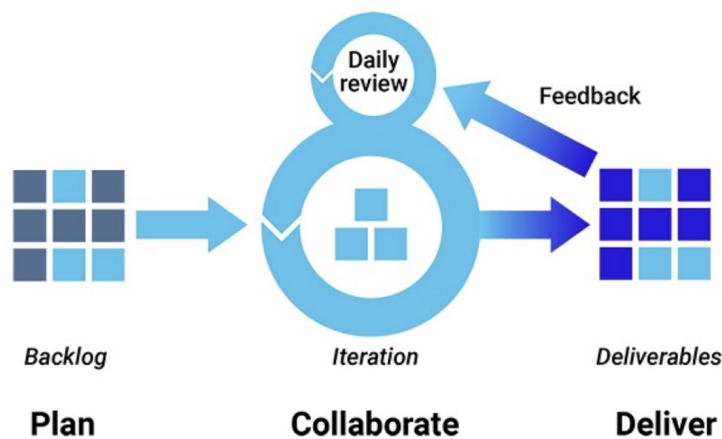 Daily
review
Feedback
Backlog
Iteration
Deliverables
Plan
Collaborate
Deliver